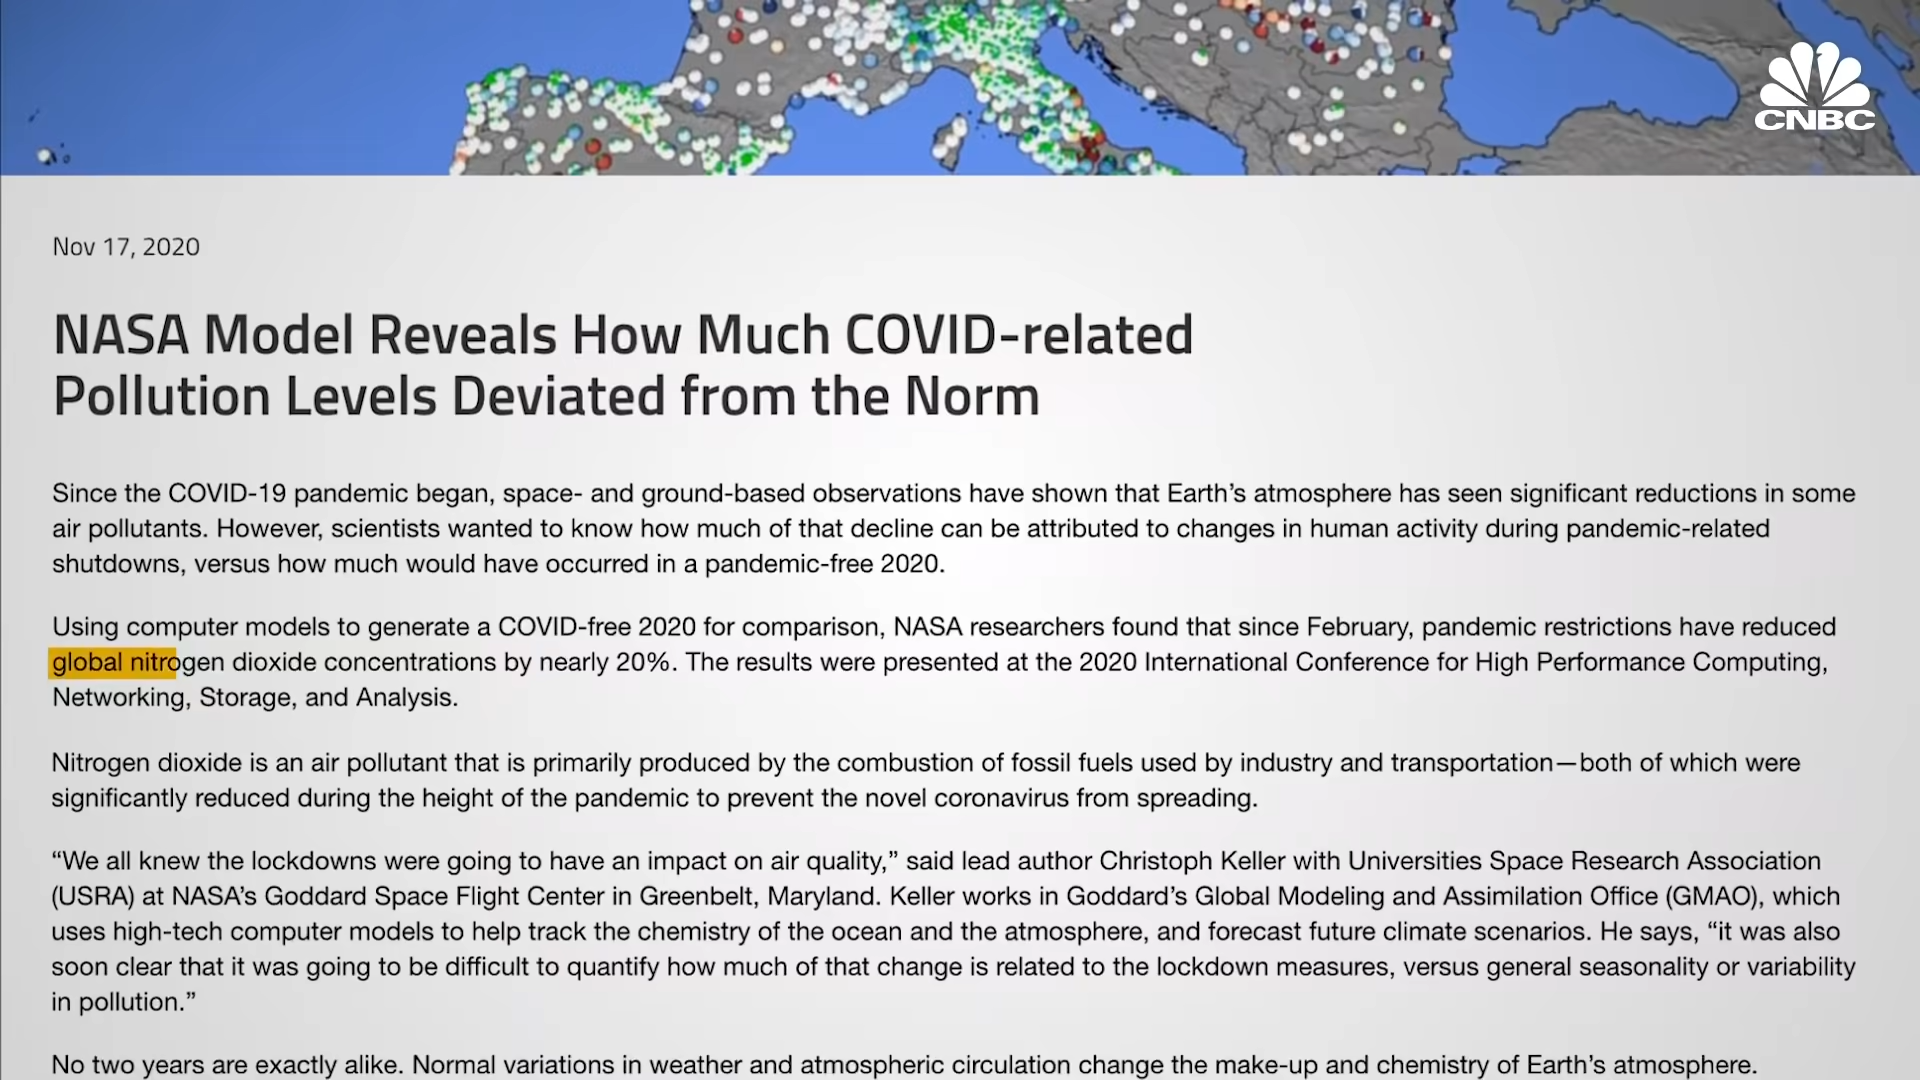 CNBC
Nov 17, 2020
NASA Model Reveals How Much COVID-related
Pollution Levels Deviated from the Norm
Since the COVID-19 pandemic began, space- and ground-based observations have shown that Earth’s atmosphere has seen significant reductions in some
air pollutants. However, scientists wanted to know how much of that decline can be attributed to changes in human activity during pandemic-related
shutdowns, versus how much would have occurred in a pandemic-free 2020.
Using computer models to generate a COVID-free 2020 for comparison, NASA researchers found that since February, pandemic restrictions have reduced
global nitrogen dioxide concentrations by nearly 20%. The results were presented at the 2020 International Conference for High Performance Computing,
Networking, Storage, and Analysis.
Nitrogen dioxide is an air pollutant that is primarily produced by the combustion of fossil fuels used by industry and transportation—both of which were
significantly reduced during the height of the pandemic to prevent the novel coronavirus from spreading.
“We all knew the lockdowns were going to have an impact on air quality,” said lead author Christoph Keller with Universities Space Research Association
(USRA) at NASA’s Goddard Space Flight Center in Greenbelt, Maryland. Keller works in Goddard’s Global Modeling and Assimilation Office (GMAO), which
uses high-tech computer models to help track the chemistry of the ocean and the atmosphere, and forecast future climate scenarios. He says, “it was also
soon clear that it was going to be difficult to quantify how much of that change is related to the lockdown measures, versus general seasonality or variability
in pollution.”
No two years are exactly alike. Normal variations in weather and atmospheric circulation change the make-up and chemistry of Earth’s atmosphere.